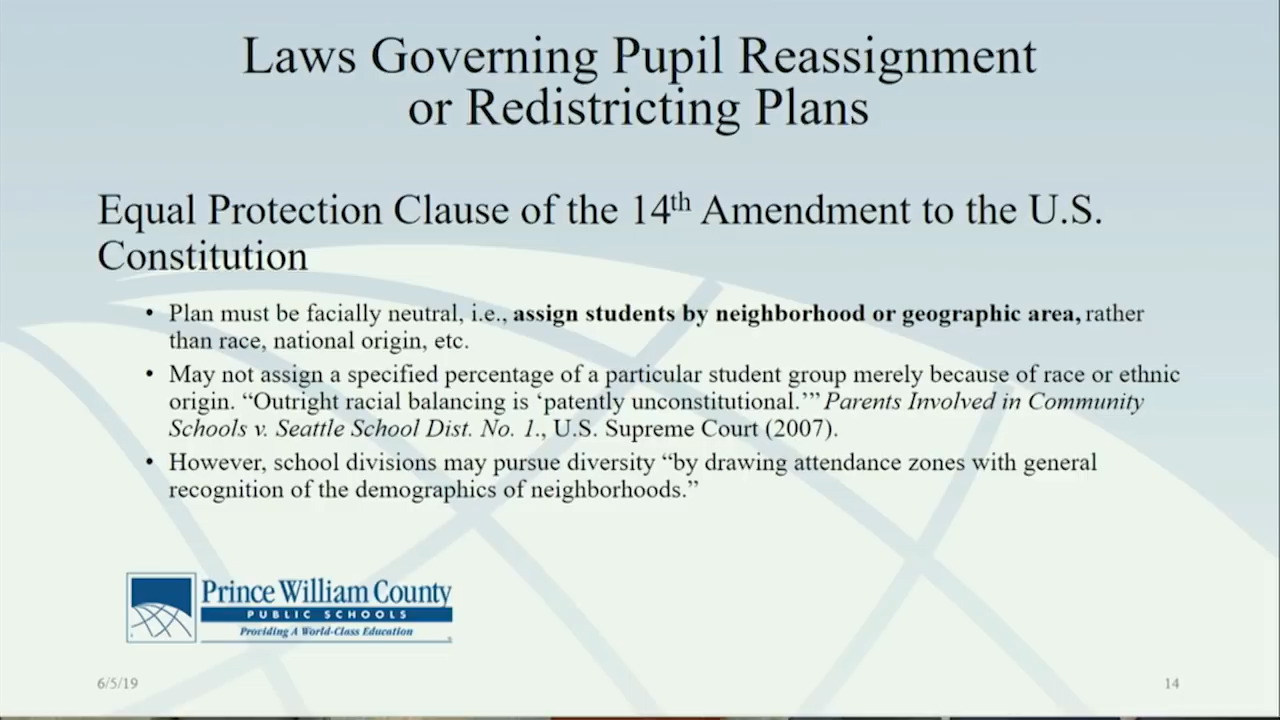 Laws Governing Pupil Reassignment
or Redistricting Plans
Equal Protection Clause of the 14th Amendment to the U.S.
Constitution
• Plan must be facially neutral, i.e., assign students by neighborhood or geographic area, rather
than race, national origin, etc.
• May not assign a specified percentage of a particular student group merely because of race or ethnic
origin. “Outright racial balancing is ‘patently unconstitutional.’” Parents Involved in Community
Schools v. Seattle School Dist. No. 1., U.S. Supreme Court (2007).
• However, school divisions may pursue diversity “by drawing attendance zones with general
recognition of the demographics of neighborhoods.”
Prince William County
PUBLIC SCHOOLS
Providing A World-Class Education
6/5/19
14